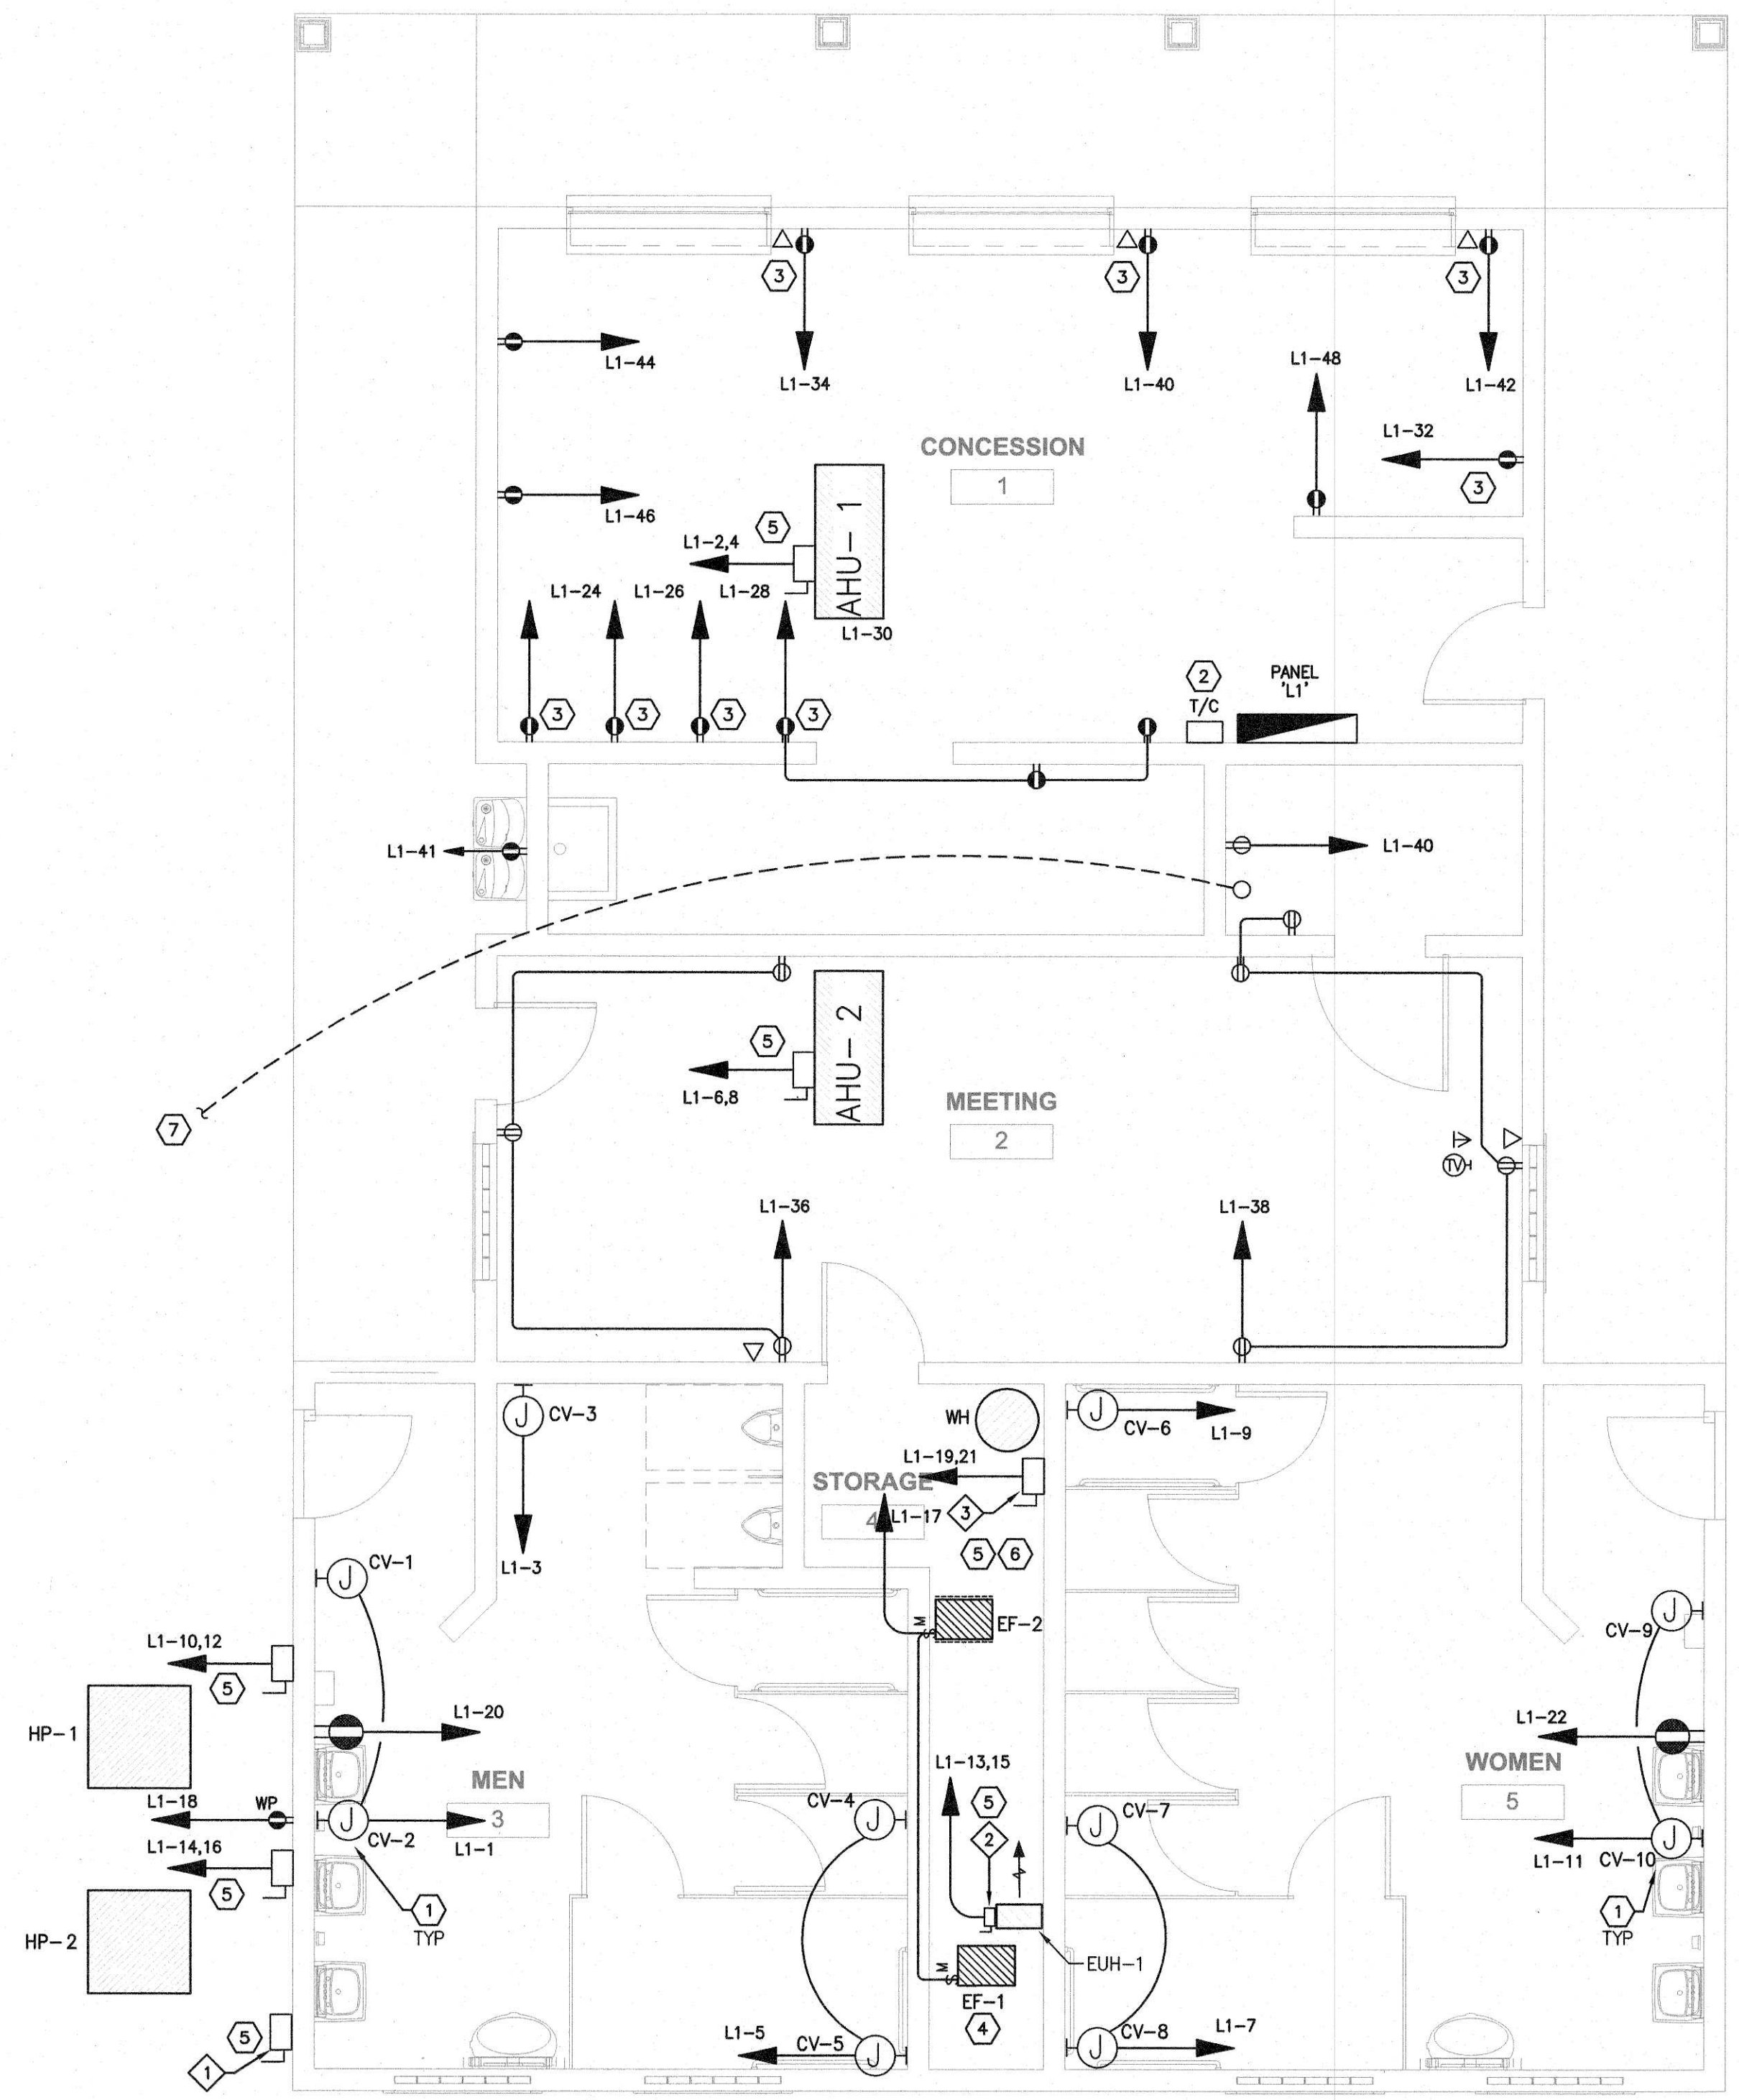 3
3
3
L1-44
L1-34
L1-40
L1-48
L1-42
CONCESSION
1
L1-32
3
L1-46
5
L1-2,4
AHU- 1
L1-24
L1-26
L1-28
L1-30
3
3
3
3
2
T/C
PANEL
'L1'
L1-41
L1-40
7
5
AHU- 2
L1-6,8
MEETING
2
TV
L1-36
L1-38
J
CV-3
WH
J
CV-6
L1-9
L1-19,21
STORAGE
4
L1-17
3
5
6
L1-3
CV-1
J
M
S
EF-2
J
CV-9
L1-10,12
5
HP-1
L1-20
L1-22
MEN
3
WOMEN
5
L1-13,15
L1-18
WP
J
CV-2
L1-1
CV-4
J
5
2
J
CV-7
L1-14,16
5
L1-11
J
CV-10
1
TYP
1
TYP
HP-2
EUH-1
M
S
EF-1
4
5
1
L1-5
CV-5
J
J
CV-8
L1-7